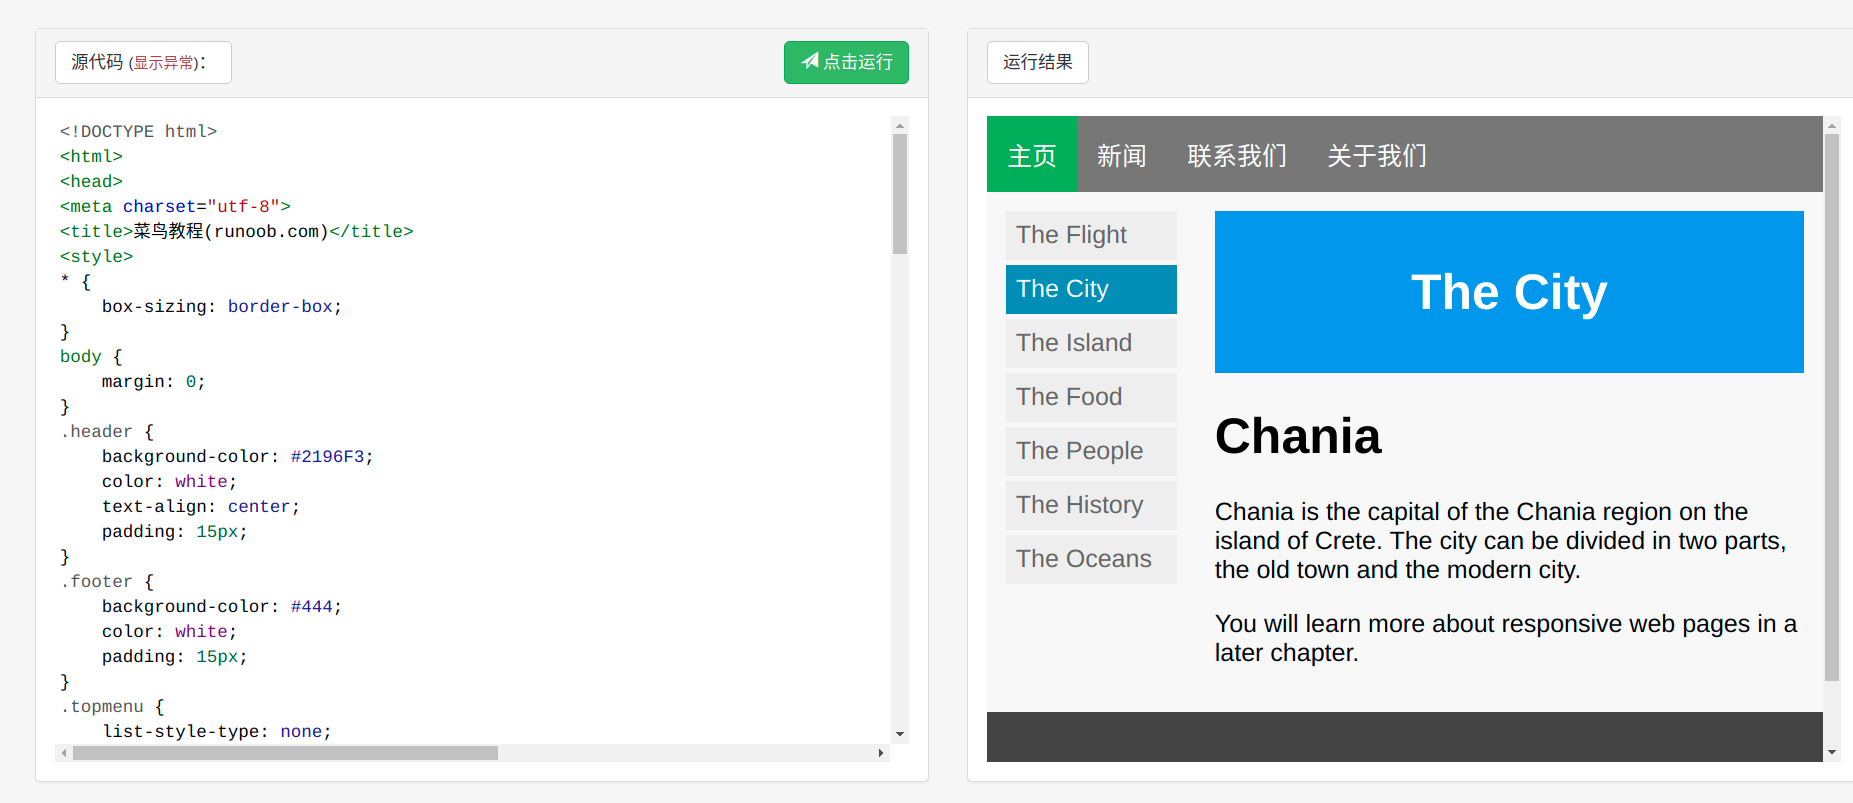 源代码 (显示异常)：
点击运行
<!DOCTYPE html>
<html>
<head>
<meta charset="utf-8">
<title>菜鸟教程(runoob.com)</title>
<style>
* {
    box-sizing: border-box;
}
body {
    margin: 0;
}
.header {
    background-color: #2196F3;
    color: white;
    text-align: center;
    padding: 15px;
}
.footer {
    background-color: #444;
    color: white;
    padding: 15px;
}
.topmenu {
    list-style-type: none;
运行结果
主页 新闻 联系我们 关于我们
The Flight
The City
The Island
The Food
The People
The History
The Oceans
The City
Chania
Chania is the capital of the Chania region on the
island of Crete. The city can be divided in two parts,
the old town and the modern city.
You will learn more about responsive web pages in a
later chapter.